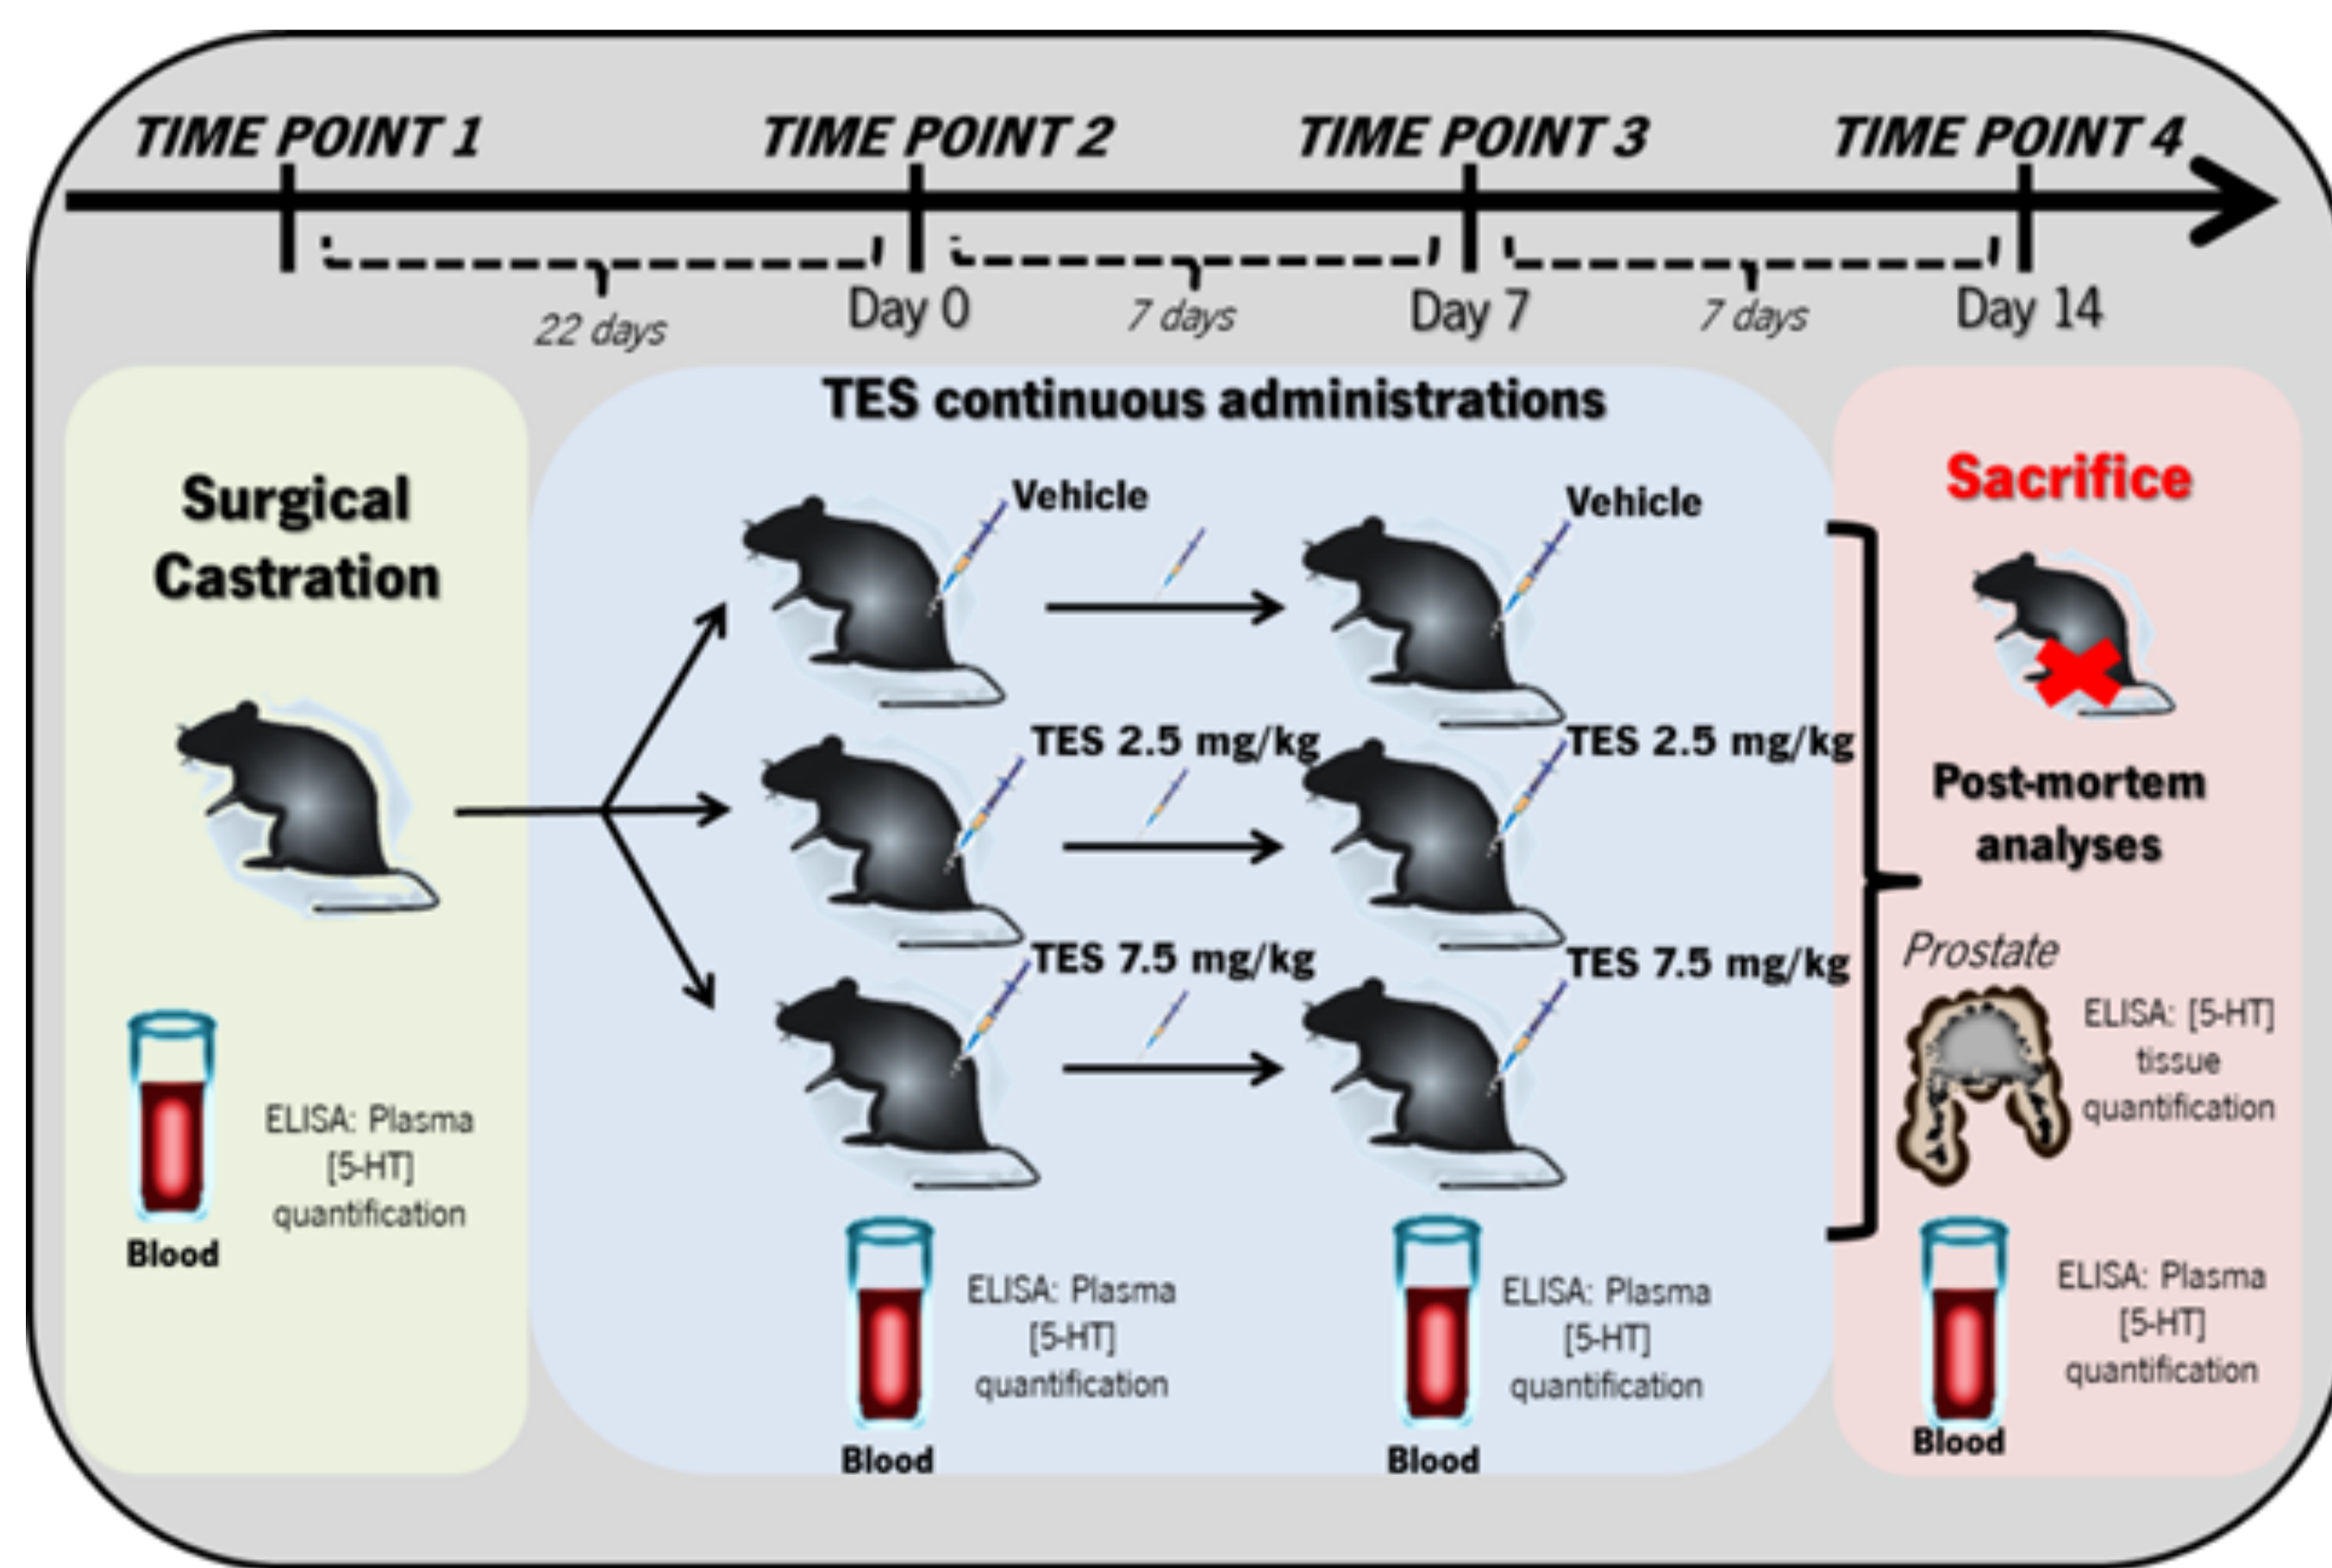 TIME POINT 1
TIME POINT 2
TIME POINT 3
TIME POINT 4
22 days
Day 0
7 days
Day 7
7 days
Day 14
Surgical
Castration
ELISA: Plasma
[5-HT]
quantification
Blood
TES continuous administrations
Vehicle
Vehicle
TES 2.5 mg/kg
TES 2.5 mg/kg
TES 7.5 mg/kg
TES 7.5 mg/kg
ELISA: Plasma
[5-HT]
quantification
Blood
ELISA: Plasma
[5-HT]
quantification
Blood
Sacrifice
Post-mortem
analyses
Prostate
ELISA: [5-HT]
tissue
quantification
ELISA: Plasma
[5-HT]
quantification
Blood